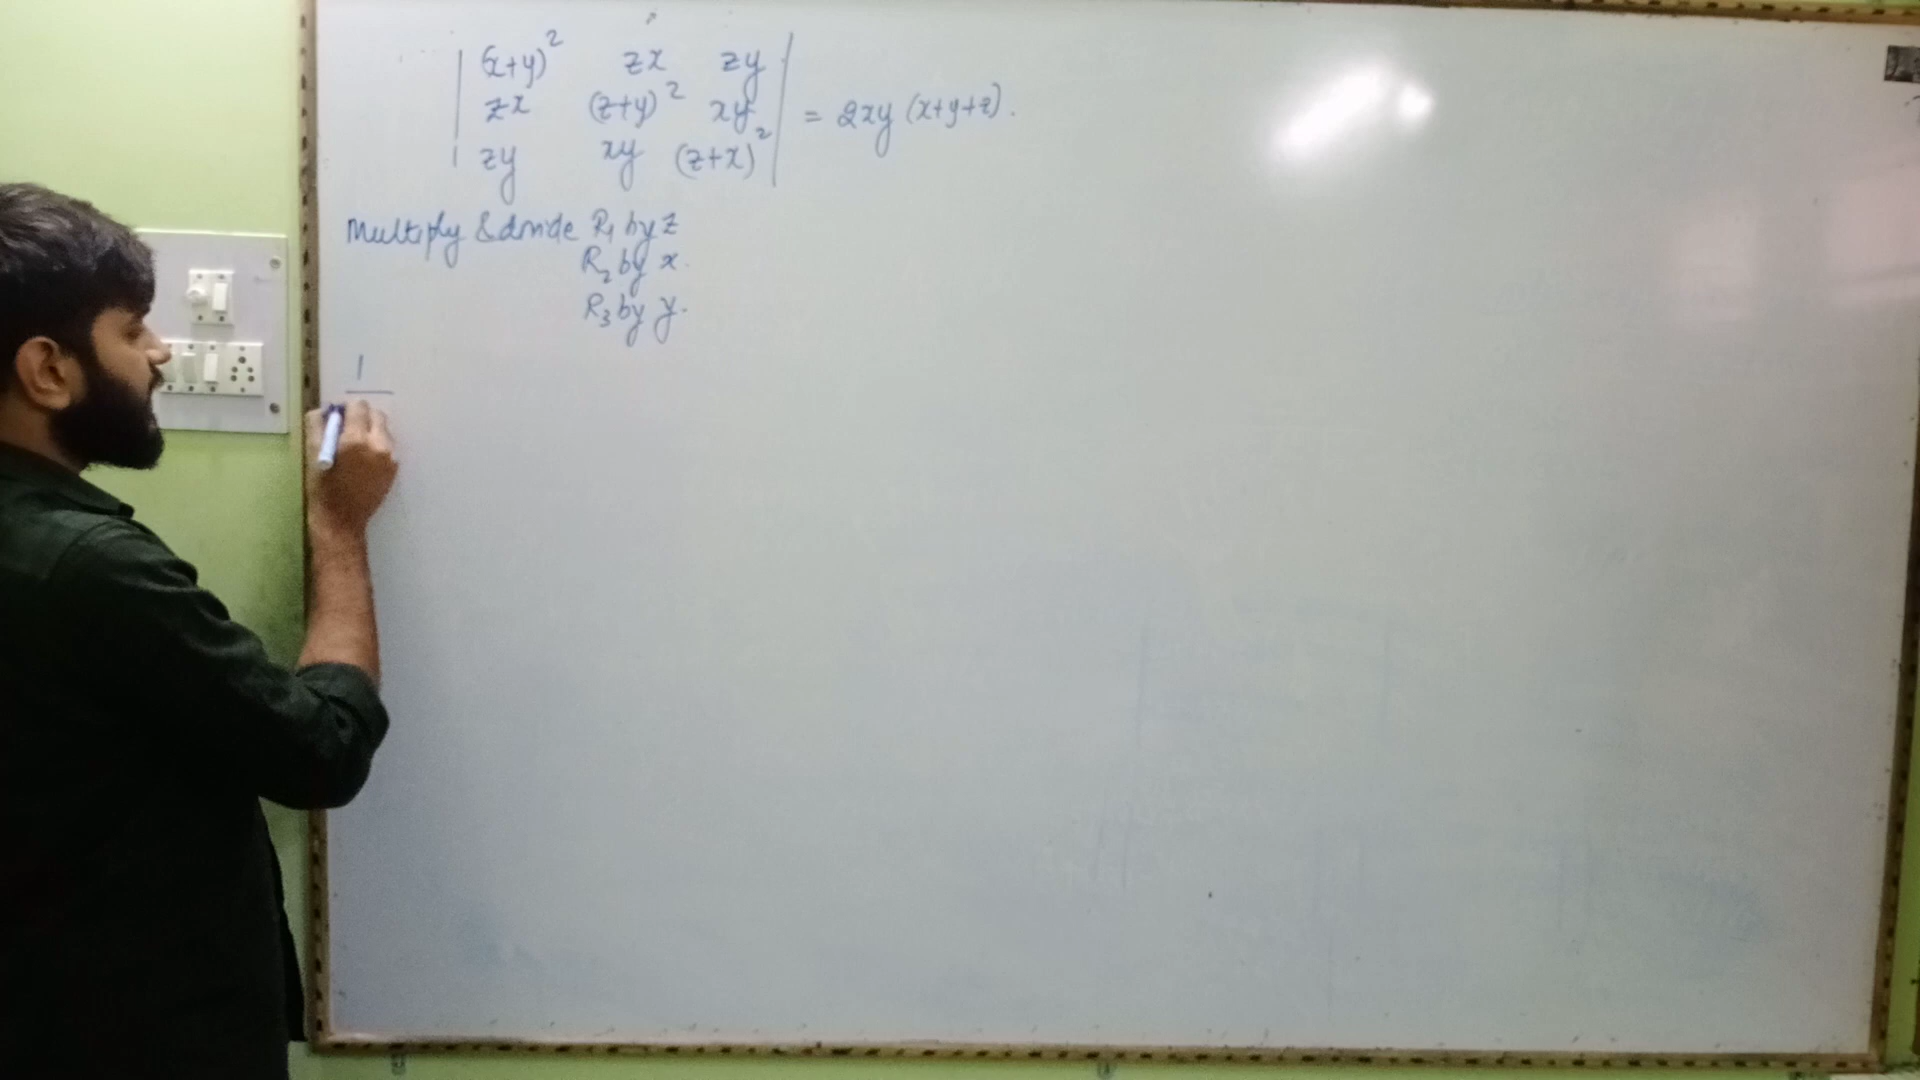 | (x+y)² zx zy |
| zx (z+y)² xy | = 2xy (x+y+z).
| zy xy (z+x)² |
Multiply & divide R₁ by z
R₂ by x.
R₃ by y.
1